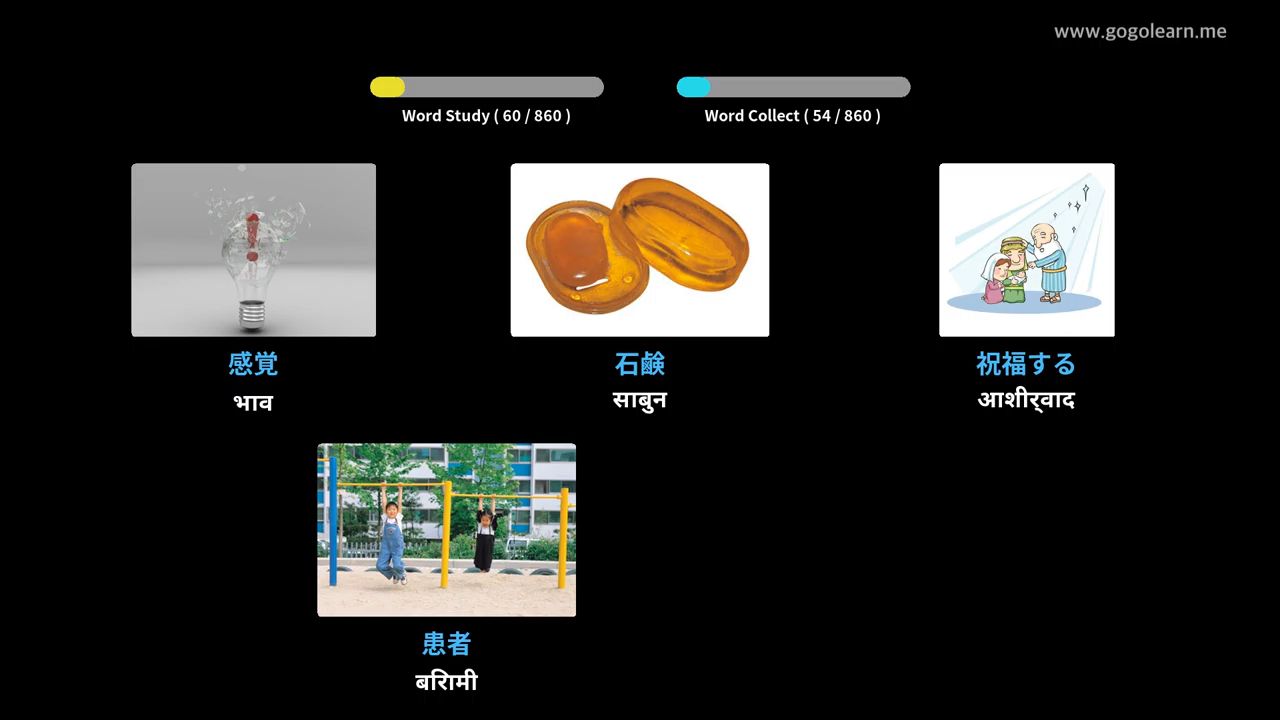 www.gogolearn.me
Word Study ( 60 / 860 )
Word Collect ( 54 / 860 )
感覚
भाव
石鹸
साबुन
祝福する
आशीर्‌वाद
患者
बिरामी